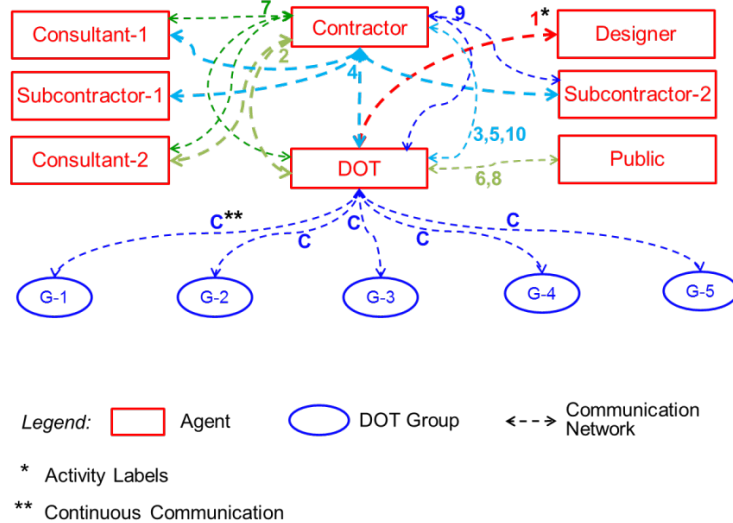 7
9
1*
Consultant-1
Contractor
Designer
2
4
Subcontractor-1
Subcontractor-2
3,5,10
Consultant-2
DOT
Public
6,8
C**
C
C
C
C
G-1
G-2
G-3
G-4
G-5
Legend:
Agent
DOT Group
Communication
Network
* Activity Labels
** Continuous Communication